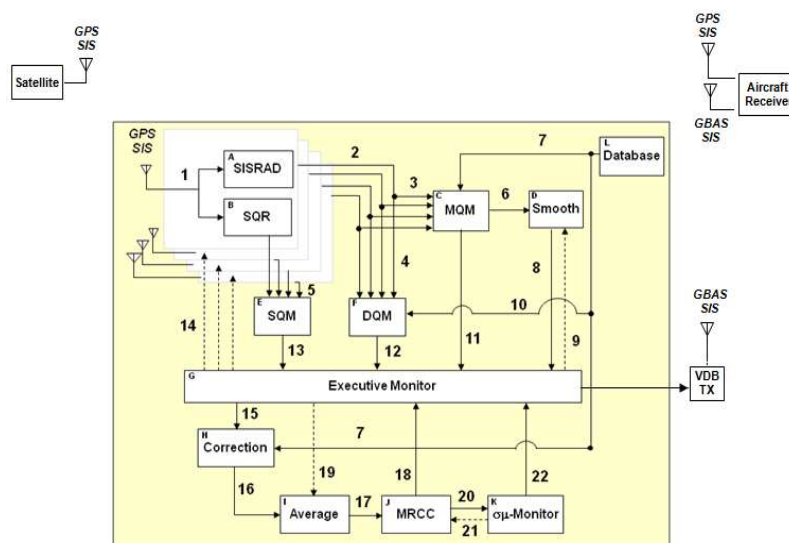 GPS
SIS
Satellite
GPS
SIS
Aircraft
Receiver
GBAS
SIS
GPS
SIS
1
A
SISRAD
B
SQR
2
3
4
5
C
MQM
6
D
Smooth
7
L
Database
E
SQM
F
DQM
8
9
10
11
12
13
14
G
Executive Monitor
GBAS
SIS
VDB
TX
15
H
Correction
7
16
19
18
22
I
Average
17
J
MRCC
20
21
K
σμ-Monitor